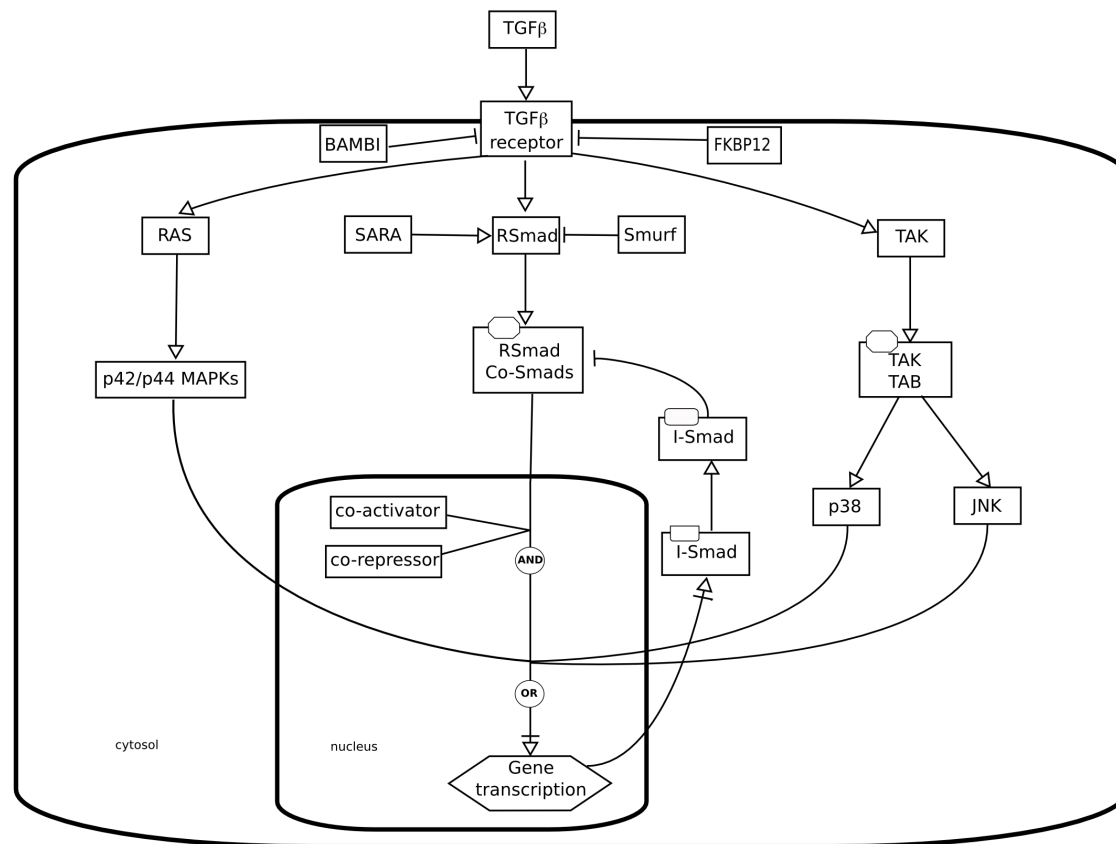 TGFβ
TGFβ
receptor
BAMBI
FKBP12
RAS
SARA
RSmad
Smurf
TAK
RSmad
Co-Smads
TAK
TAB
p42/p44 MAPKs
I-Smad
co-activator
p38
JNK
co-repressor
AND
I-Smad
OR
cytosol
nucleus
Gene
transcription